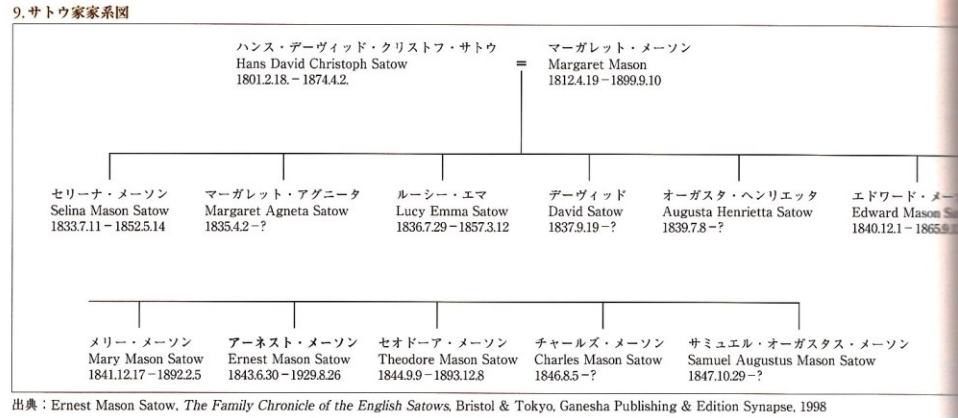 9.サトウ家家系図
ハンス・デーヴィッド・クリストフ・サトウ
Hans David Christoph Satow
1801.2.18.－1874.4.2.
=
マーガレット・メーソン
Margaret Mason
1812.4.19－1899.9.10
セリーナ・メーソン
Selina Mason Satow
1833.7.11－1852.5.14
マーガレット・アグニータ
Margaret Agneta Satow
1835.4.2－?
ルーシー・エマ
Lucy Emma Satow
1836.7.29－1857.3.12
デーヴィッド
David Satow
1837.9.19－?
オーガスタ・ヘンリエッタ
Augusta Henrietta Satow
1839.7.8－?
エドワード・メー
Edward Mason
1840.12.1－1865.9.
メリー・メーソン
Mary Mason Satow
1841.12.17－1892.2.5
アーネスト・メーソン
Ernest Mason Satow
1843.6.30－1929.8.26
セオドーア・メーソン
Theodore Mason Satow
1844.9.9－1893.12.8
チャールズ・メーソン
Charles Mason Satow
1846.8.5－?
サミュエル・オーガスタス・メーソン
Samuel Augustus Mason Satow
1847.10.29－?
出典：Ernest Mason Satow, The Family Chronicle of the English Satows, Bristol & Tokyo, Ganesha Publishing & Edition Synapse, 1998